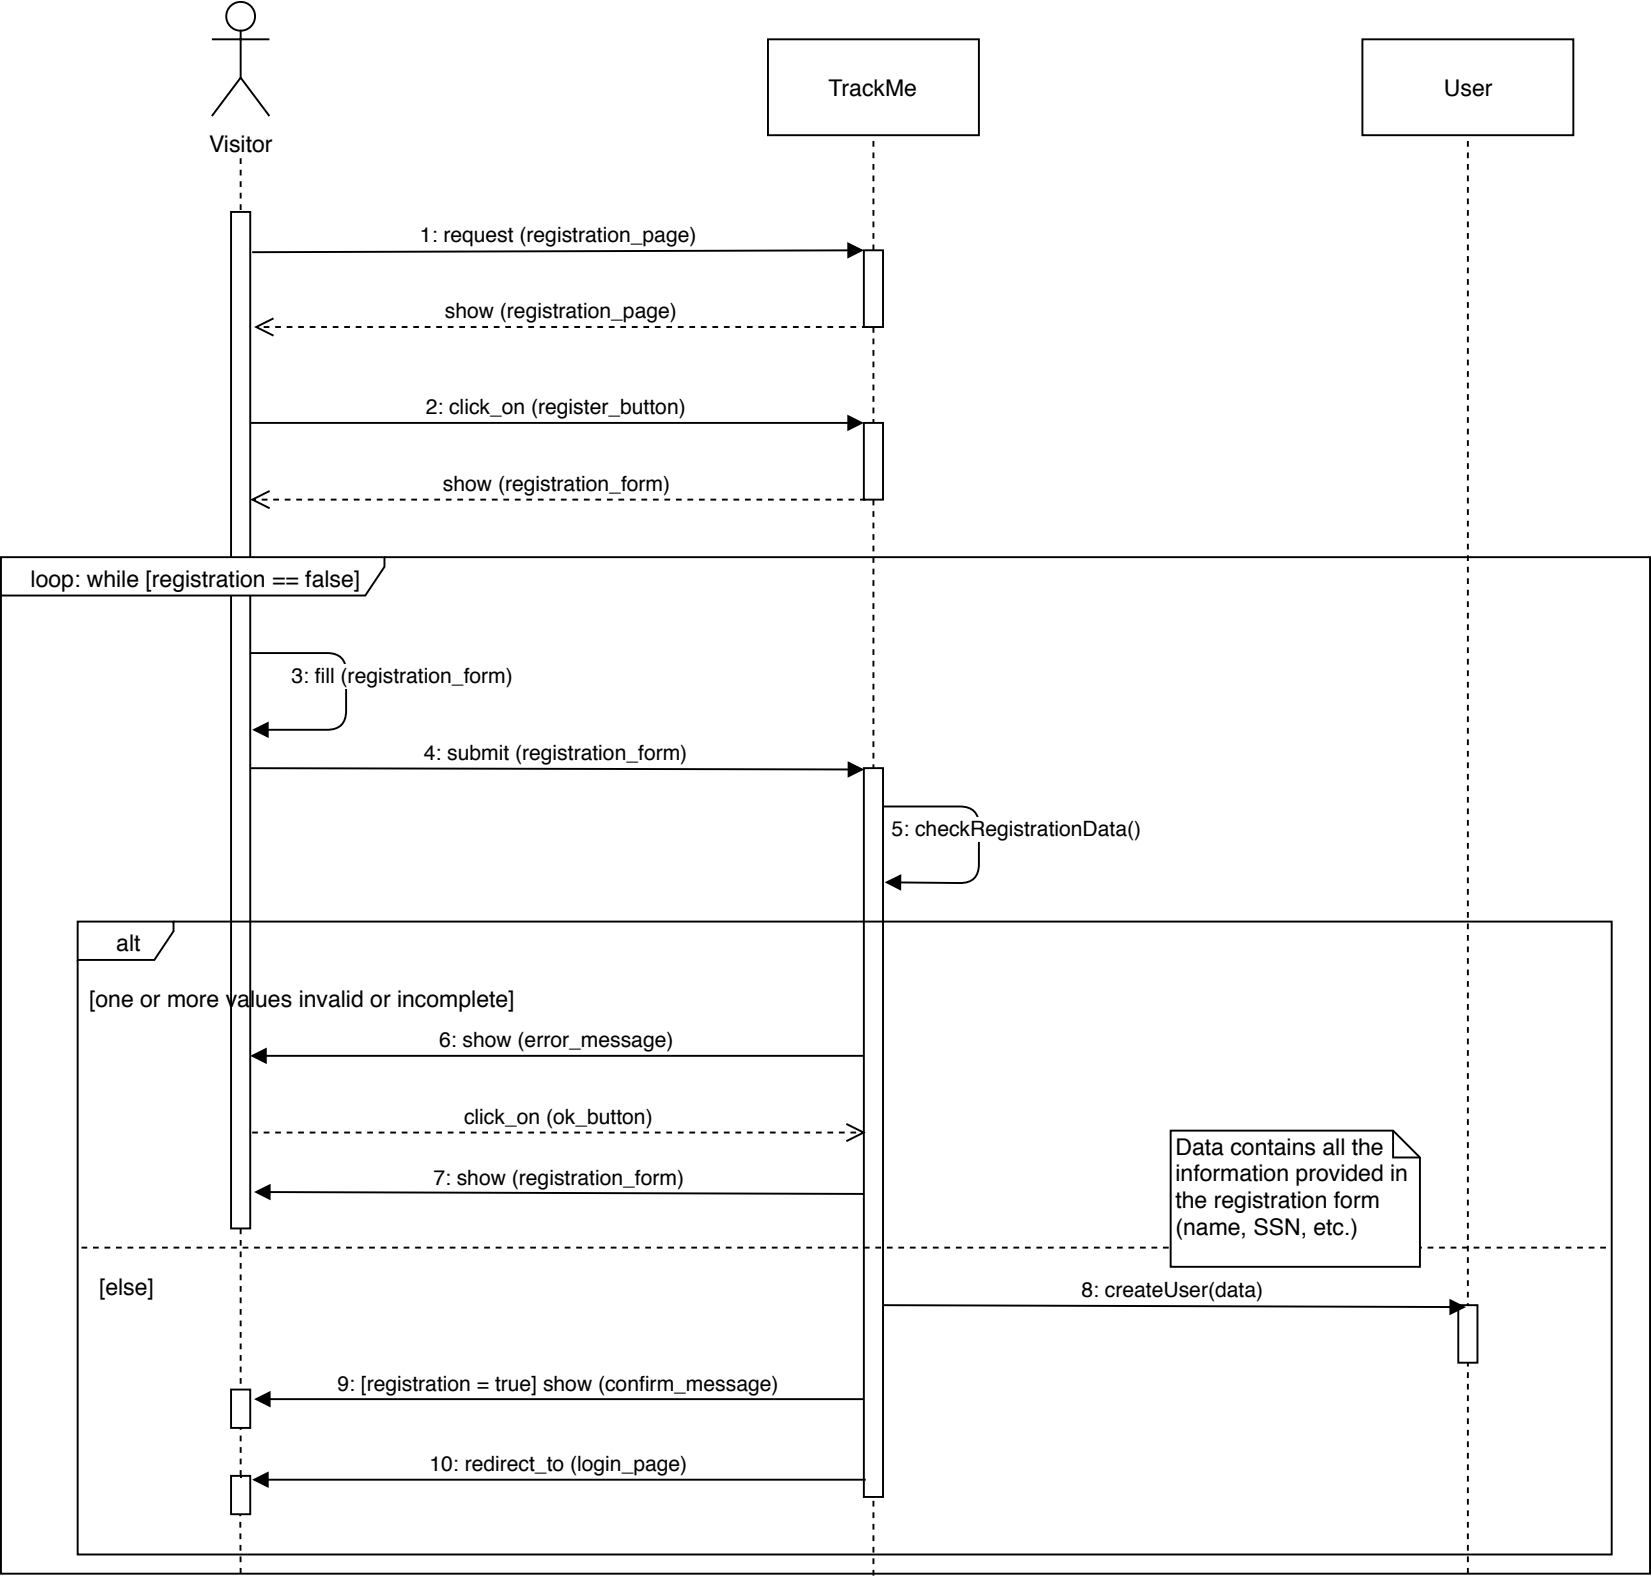 Visitor
TrackMe
User
1: request (registration_page)
show (registration_page)
2: click_on (register_button)
show (registration_form)
loop: while [registration == false]
3: fill (registration_form)
4: submit (registration_form)
5: checkRegistrationData()
alt
[one or more values invalid or incomplete]
6: show (error_message)
click_on (ok_button)
7: show (registration_form)
Data contains all the
information provided in
the registration form
(name, SSN, etc.)
[else]
8: createUser(data)
9: [registration = true] show (confirm_message)
10: redirect_to (login_page)